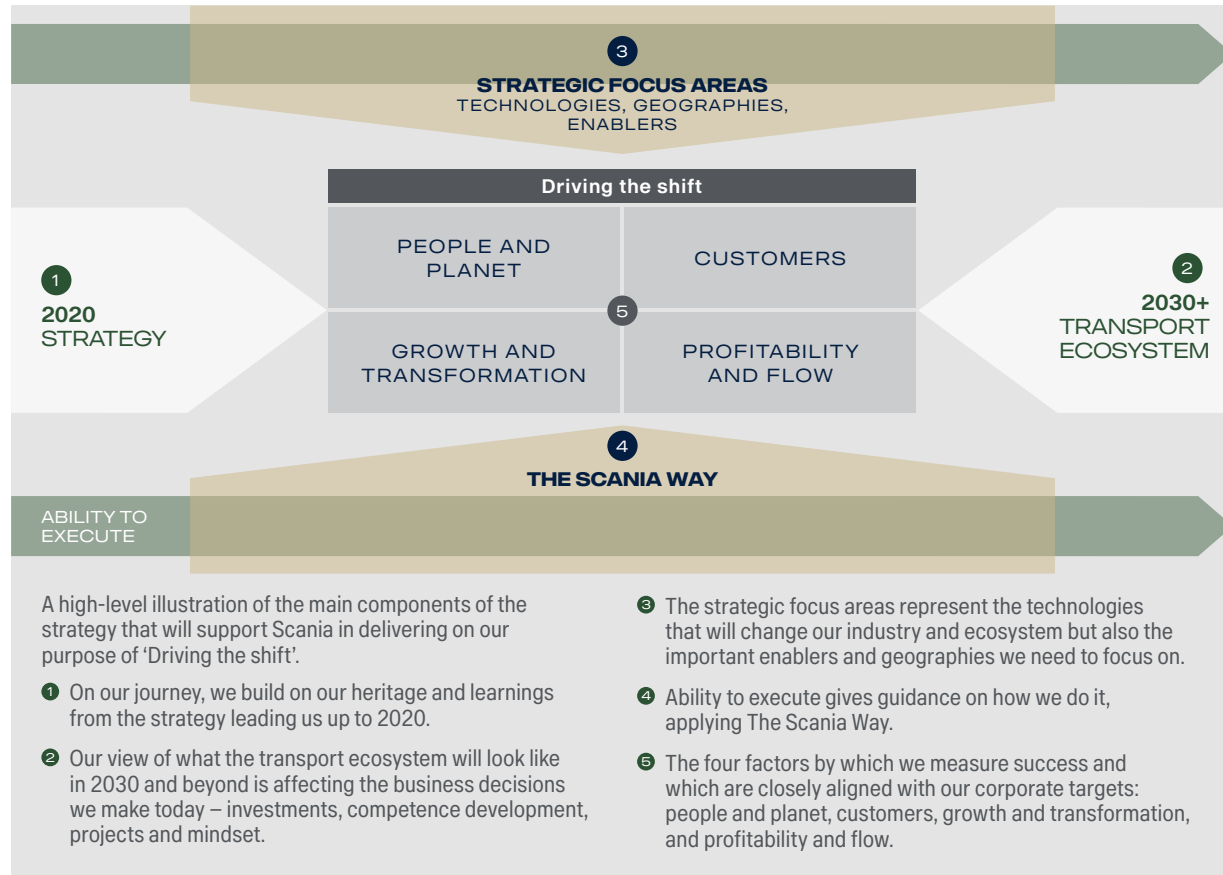 3
STRATEGIC FOCUS AREAS
TECHNOLOGIES, GEOGRAPHIES,
ENABLERS
Driving the shift
1
2020
STRATEGY
PEOPLE AND
PLANET
CUSTOMERS
5
GROWTH AND
TRANSFORMATION
PROFITABILITY
AND FLOW
2
2030+
TRANSPORT
ECOSYSTEM
4
THE SCANIA WAY
ABILITY TO
EXECUTE
A high-level illustration of the main components of the
strategy that will support Scania in delivering on our
purpose of ‘Driving the shift’.
1 On our journey, we build on our heritage and learnings
from the strategy leading us up to 2020.
2 Our view of what the transport ecosystem will look like
in 2030 and beyond is affecting the business decisions
we make today – investments, competence development,
projects and mindset.
3 The strategic focus areas represent the technologies
that will change our industry and ecosystem but also the
important enablers and geographies we need to focus on.
4 Ability to execute gives guidance on how we do it,
applying The Scania Way.
5 The four factors by which we measure success and
which are closely aligned with our corporate targets:
people and planet, customers, growth and transformation,
and profitability and flow.